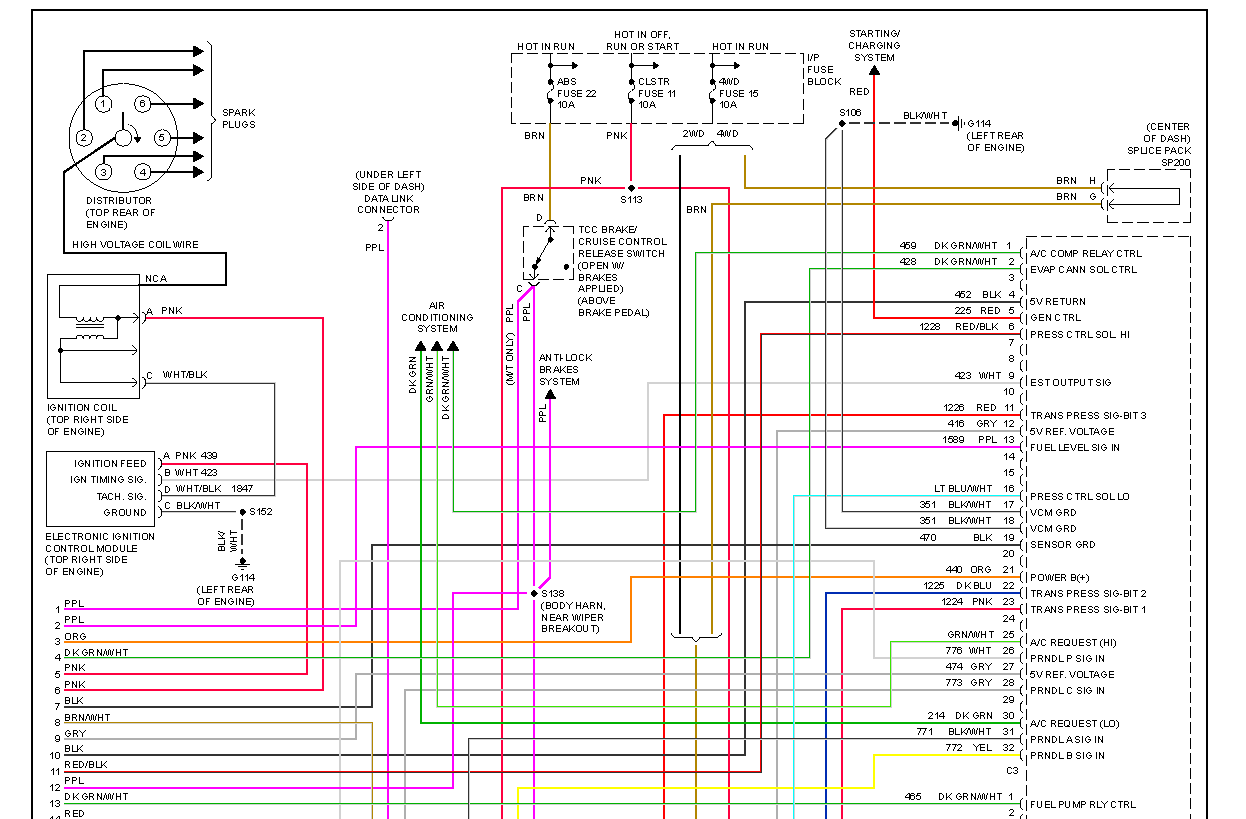 HOT IN RUN
HOT IN OFF,
RUN OR START
HOT IN RUN
STARTING/
CHARGING
SYSTEM
I/P
FUSE
BLOCK
ABS
FUSE 22
10A
CLSTR
FUSE 11
10A
4WD
FUSE 15
10A
RED
1
6
2
5
3
4
SPARK
PLUGS
DISTRIBUTOR
(TOP REAR OF
ENGINE)
HIGH VOLTAGE COIL WIRE
BRN
PNK
2WD
4WD
S106
BLK/WHT
G114
(LEFT REAR
OF ENGINE)
(CENTER
OF DASH)
SPLICE PACK
SP200
BRN H
BRN G
(UNDER LEFT
SIDE OF DASH)
DATA LINK
CONNECTOR
2
PPL
PNK
S113
BRN
BRN
D
TCC BRAKE/
CRUISE CONTROL
RELEASE SWITCH
(OPEN W/
BRAKES
APPLIED)
(ABOVE
BRAKE PEDAL)
C
(M/T ONLY) PPL
PPL
NCA
A PNK
C WHT/BLK
IGNITION COIL
(TOP RIGHT SIDE
OF ENGINE)
AIR
CONDITIONING
SYSTEM
DK GRN
GRN/WHT
DK GRN/WHT
ANTI-LOCK
BRAKES
SYSTEM
PPL
IGNITION FEED
IGN TIMING SIG.
TACH. SIG.
GROUND
A PNK 439
B WHT 423
D WHT/BLK 1847
C BLK/WHT
S152
BLK/
WHT
G114
(LEFT REAR
OF ENGINE)
ELECTRONIC IGNITION
CONTROL MODULE
(TOP RIGHT SIDE
OF ENGINE)
S138
(BODY HARN,
NEAR WIPER
BREAKOUT)
1 PPL
2 PPL
3 ORG
4 DK GRN/WHT
5 PNK
6 PNK
7 BLK
8 BRN/WHT
9 GRY
10 BLK
11 RED/BLK
12 PPL
13 DK GRN/WHT
14 RED
459 DK GRN/WHT 1 A/C COMP RELAY CTRL
428 DK GRN/WHT 2 EVAP CANN SOL CTRL
3
452 BLK 4 5V RETURN
225 RED 5 GEN CTRL
1228 RED/BLK 6 PRESS CTRL SOL HI
7
8
423 WHT 9 EST OUTPUT SIG
10
1226 RED 11 TRANS PRESS SIG-BIT 3
416 GRY 12 5V REF. VOLTAGE
1589 PPL 13 FUEL LEVEL SIG IN
14
15
LT BLU/WHT 16 PRESS CTRL SOL LO
351 BLK/WHT 17 VCM GRD
351 BLK/WHT 18 VCM GRD
470 BLK 19 SENSOR GRD
20
440 ORG 21 POWER B(+)
1225 DK BLU 22 TRANS PRESS SIG-BIT 2
1224 PNK 23 TRANS PRESS SIG-BIT 1
24
GRN/WHT 25 A/C REQUEST (HI)
776 WHT 26 PRNDL P SIG IN
474 GRY 27 5V REF. VOLTAGE
773 GRY 28 PRNDL C SIG IN
29
214 DK GRN 30 A/C REQUEST (LO)
771 BLK/WHT 31 PRNDL A SIG IN
772 YEL 32 PRNDL B SIG IN
C3
465 DK GRN/WHT 1 FUEL PUMP RLY CTRL
2